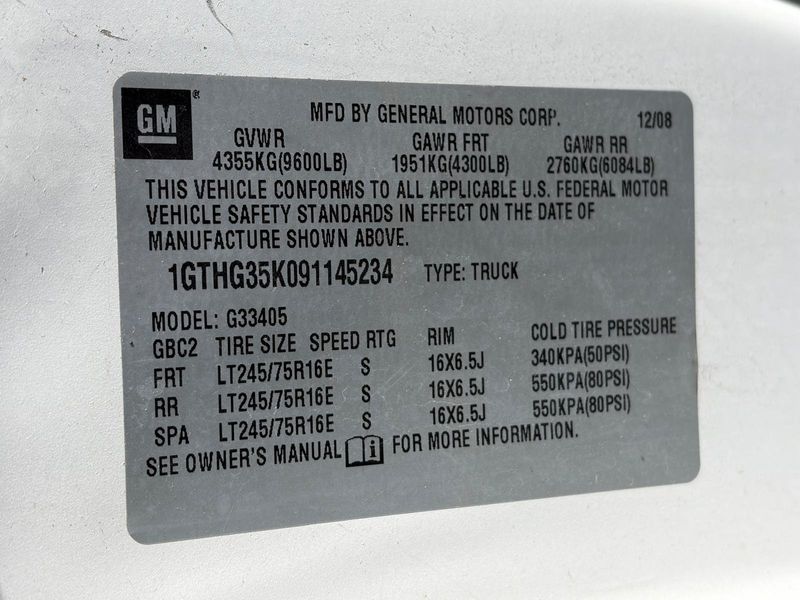 GM ®
MFD BY GENERAL MOTORS CORP. 12/08
GVWR GAWR FRT GAWR RR
4355KG(9600LB) 1951KG(4300LB) 2760KG(6084LB)
THIS VEHICLE CONFORMS TO ALL APPLICABLE U.S. FEDERAL MOTOR
VEHICLE SAFETY STANDARDS IN EFFECT ON THE DATE OF
MANUFACTURE SHOWN ABOVE.
1GTHG35K091145234 TYPE: TRUCK
MODEL: G33405
GBC2 TIRE SIZE SPEED RTG RIM COLD TIRE PRESSURE
FRT LT245/75R16E S 16X6.5J 340KPA(50PSI)
RR LT245/75R16E S 16X6.5J 550KPA(80PSI)
SPA LT245/75R16E S 16X6.5J 550KPA(80PSI)
SEE OWNER'S MANUAL i FOR MORE INFORMATION.